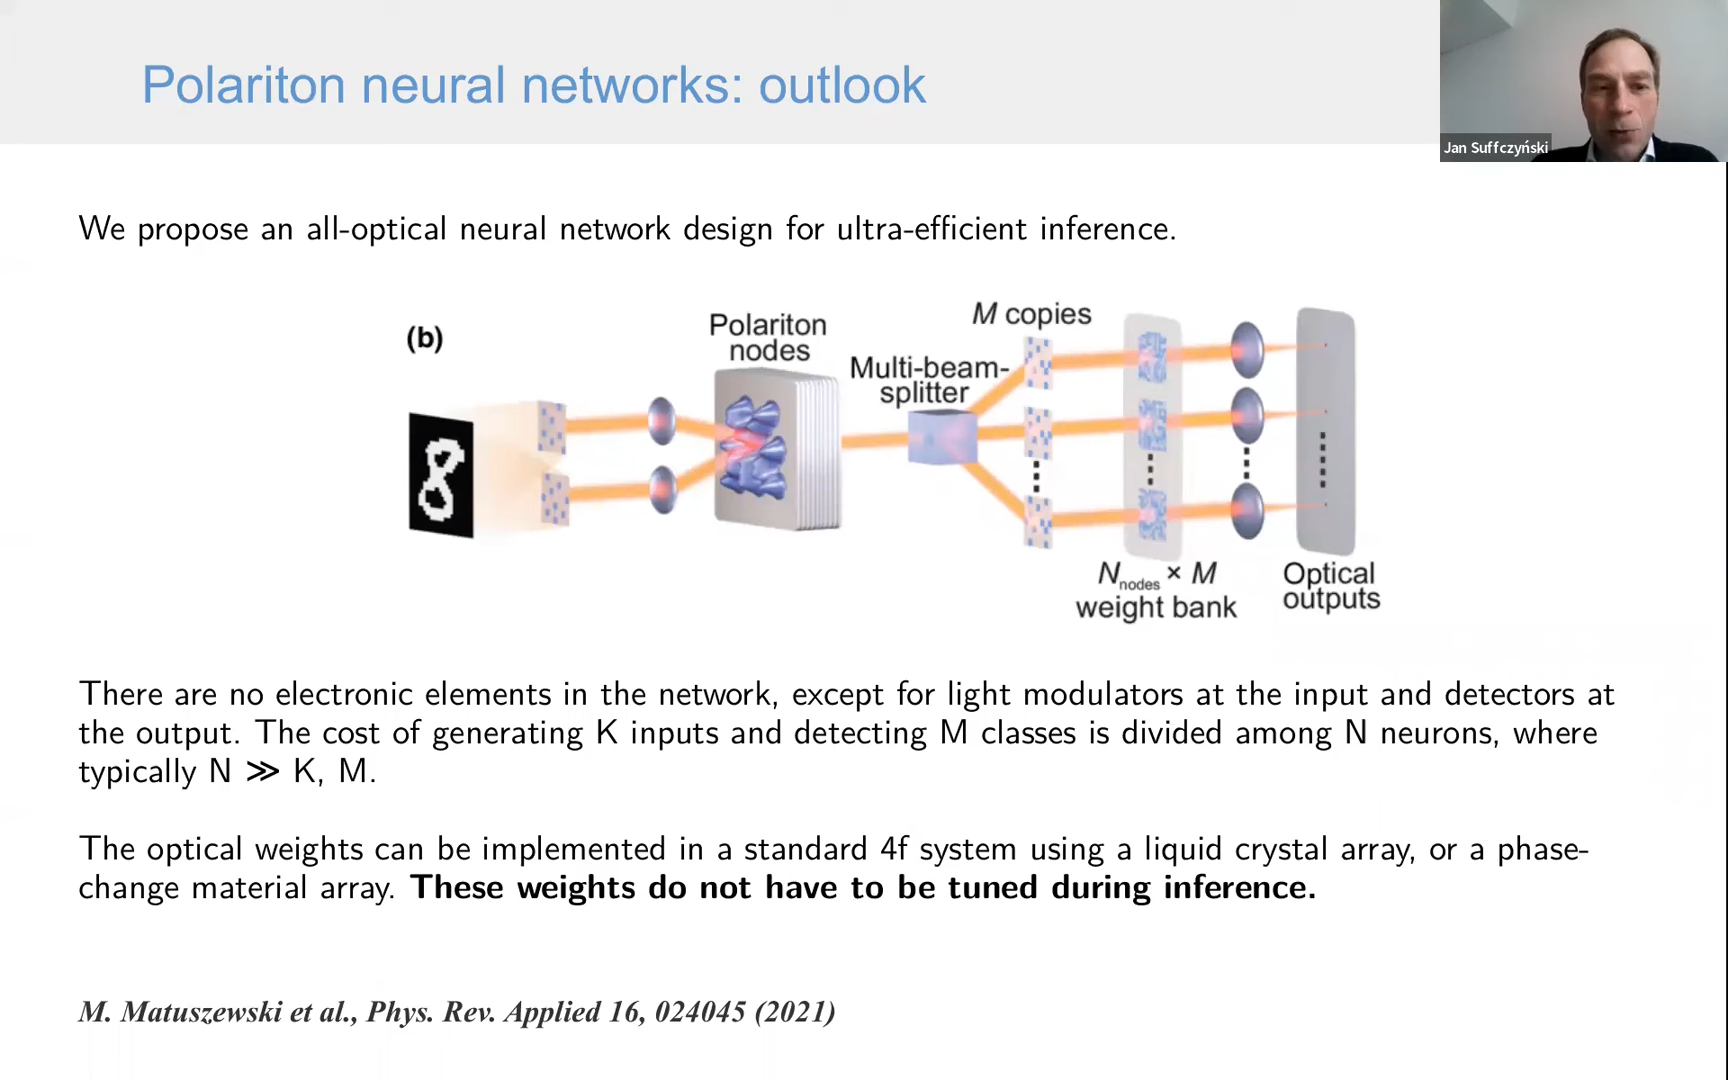 Polariton neural networks: outlook
Jan Suffczyński
We propose an all-optical neural network design for ultra-efficient inference.
(b)
8
Polariton
nodes
Multi-beam-
splitter
M copies
Nnodes × M
weight bank
Optical
outputs
There are no electronic elements in the network, except for light modulators at the input and detectors at
the output. The cost of generating K inputs and detecting M classes is divided among N neurons, where
typically N ≫ K, M.
The optical weights can be implemented in a standard 4f system using a liquid crystal array, or a phase-
change material array. These weights do not have to be tuned during inference.
M. Matuszewski et al., Phys. Rev. Applied 16, 024045 (2021)